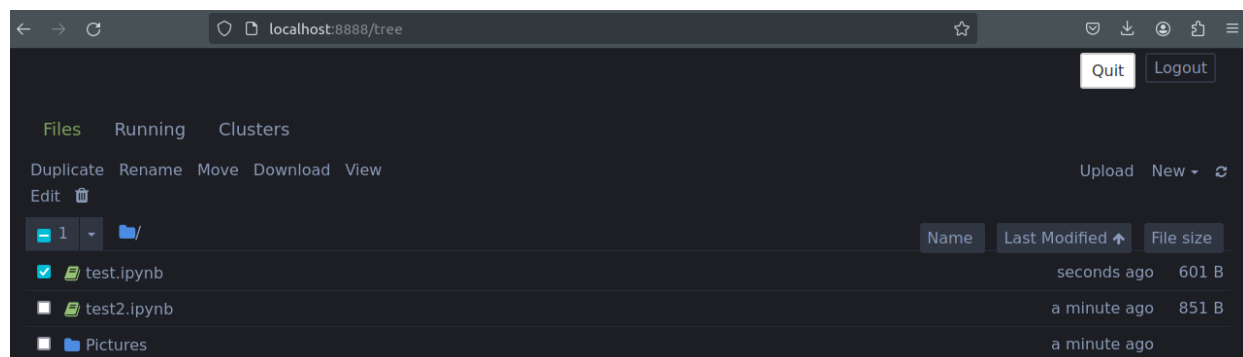 localhost:8888/tree
Quit Logout
Files Running Clusters
Duplicate Rename Move Download View
Edit
Upload New
1 /
Name Last Modified File size
test.ipynb seconds ago 601 B
test2.ipynb a minute ago 851 B
Pictures a minute ago